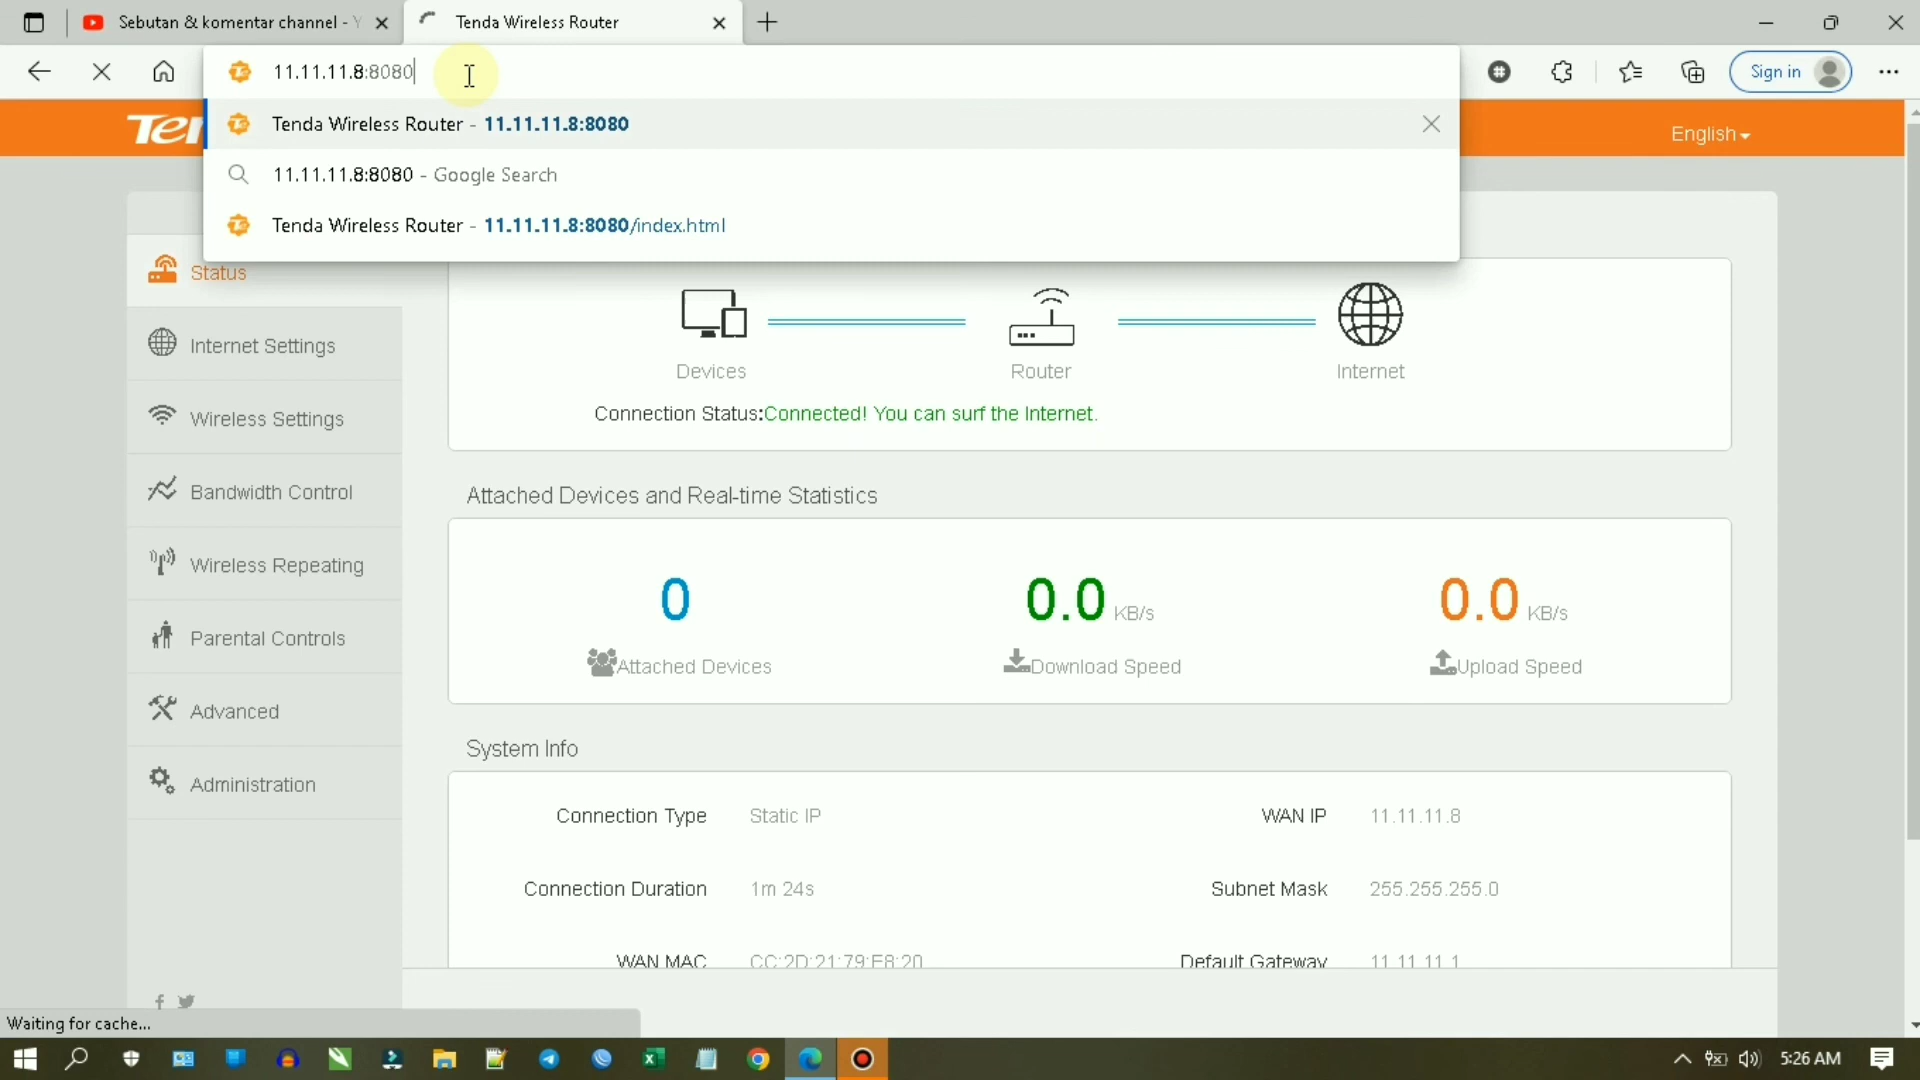 Sebutan & komentar channel - Y
Tenda Wireless Router
11.11.11.8:8080
Sign in
Tenda Wireless Router - 11.11.11.8:8080
11.11.11.8:8080 - Google Search
Tenda Wireless Router - 11.11.11.8:8080/index.html
Ten
English
Status
Internet Settings
Wireless Settings
Bandwidth Control
Wireless Repeating
Parental Controls
Advanced
Administration
Devices
Router
Internet
Connection Status:Connected! You can surf the Internet.
Attached Devices and Real-time Statistics
0
0.0 KB/s
0.0 KB/s
Attached Devices
Download Speed
Upload Speed
System Info
Connection Type Static IP
WAN IP 11.11.11.8
Connection Duration 1m 24s
Subnet Mask 255.255.255.0
WAN MAC CC:2D:21:79:E8:20
Default Gateway 11.11.11.1
Waiting for cache...
5:26 AM